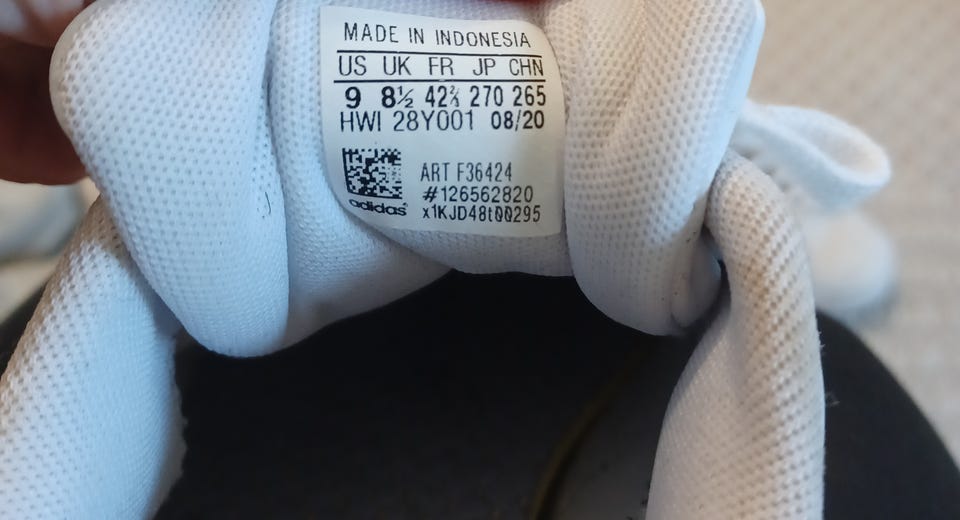 MADE IN INDONESIA
US UK FR JP CHN
9 8½ 42⅔ 270 265
HWI 28Y001 08/20
ART F36424
#126562820
adidas x1KJD48t00295